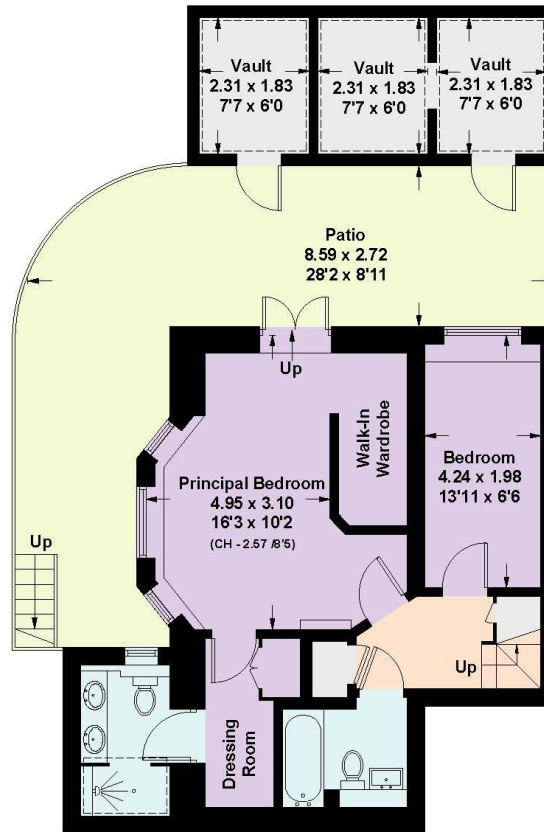 Vault
2.31 x 1.83
7'7 x 6'0
Vault
2.31 x 1.83
7'7 x 6'0
Vault
2.31 x 1.83
7'7 x 6'0
Patio
8.59 x 2.72
28'2 x 8'11
Up
Walk-In
Wardrobe
Principal Bedroom
4.95 x 3.10
16'3 x 10'2
(CH - 2.57 /8'5)
Bedroom
4.24 x 1.98
13'11 x 6'6
Up
Up
Dressing
Room